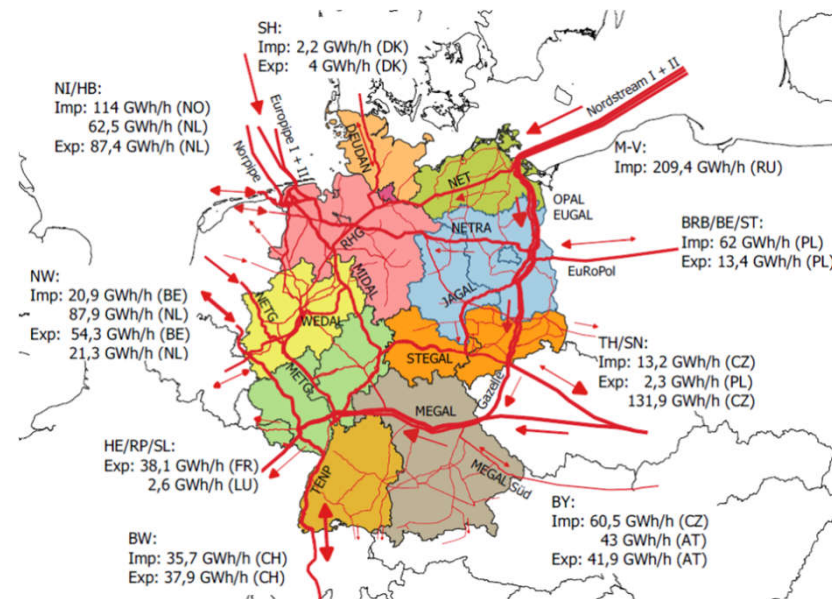 SH:
Imp: 2,2 GWh/h (DK)
Exp: 4 GWh/h (DK)
NI/HB:
Imp: 114 GWh/h (NO)
62,5 GWh/h (NL)
Exp: 87,4 GWh/h (NL)
Europipe I + II
Norpipe
DEUDAN
Nordstream I + II
M-V:
Imp: 209,4 GWh/h (RU)
NET
OPAL
EUGAL
NETRA
RHG
MIDAL
BRB/BE/ST:
Imp: 62 GWh/h (PL)
Exp: 13,4 GWh/h (PL)
EuRoPol
JAGAL
NW:
Imp: 20,9 GWh/h (BE)
87,9 GWh/h (NL)
Exp: 54,3 GWh/h (BE)
21,3 GWh/h (NL)
NETG
WEDAL
STEGAL
TH/SN:
Imp: 13,2 GWh/h (CZ)
Exp: 2,3 GWh/h (PL)
131,9 GWh/h (CZ)
METGL
Gazelle
MEGAL
HE/RP/SL:
Exp: 38,1 GWh/h (FR)
2,6 GWh/h (LU)
TENP
MEGAL Süd
BY:
Imp: 60,5 GWh/h (CZ)
43 GWh/h (AT)
Exp: 41,9 GWh/h (AT)
BW:
Imp: 35,7 GWh/h (CH)
Exp: 37,9 GWh/h (CH)